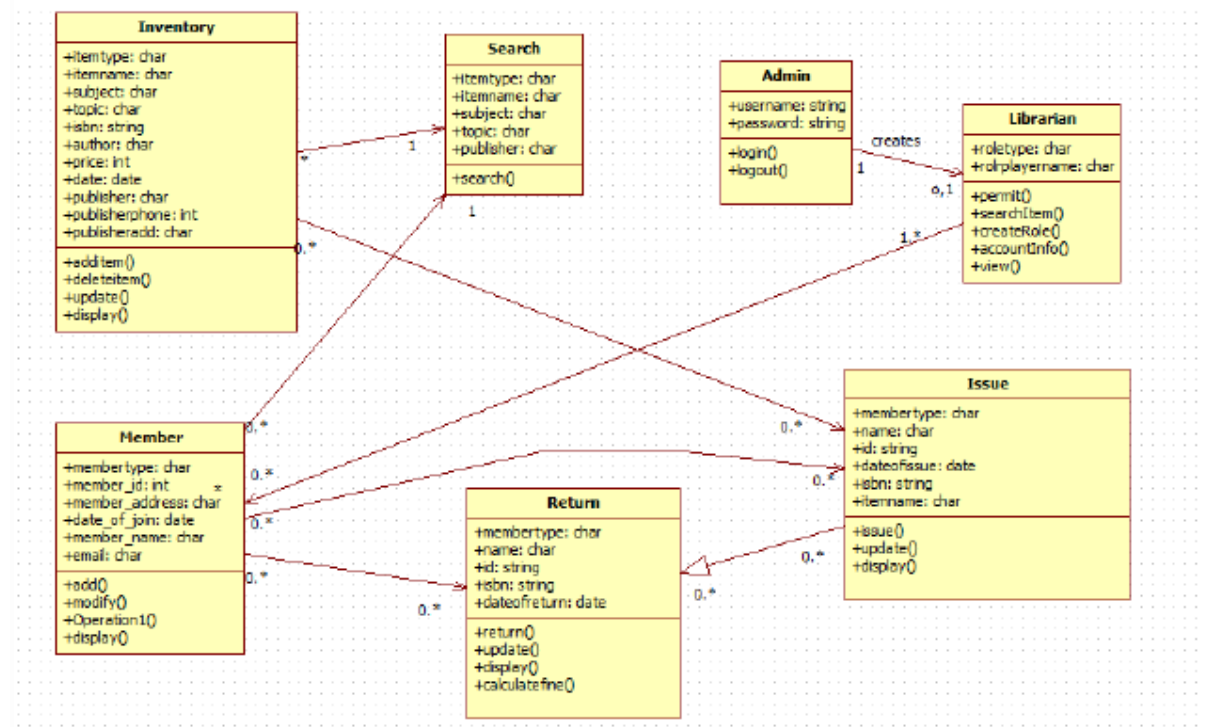 Inventory
+itemtype: char
+itemname: char
+subject: char
+topic: char
+isbn: string
+author: char
+price: int
+date: date
+publisher: char
+publisherphone: int
+publisheradd: char
+additem()
+deleteitem()
+update()
+display()
*
1
0.*
Search
+itemtype: char
+itemname: char
+subject: char
+topic: char
+publisher: char
+search()
1
Admin
+username: string
+password: string
+login()
+logout()
creates
1
o,1
Librarian
+roletype: char
+rolrplayername: char
+permit()
+searchItem()
+createRole()
+accountInfo()
+view()
1.*
Member
+membertype: char
+member_id: int
+member_address: char
+date_of_join: date
+member_name: char
+email: char
+add()
+modify()
+Operation1()
+display()
0.*
0.*
*
0.*
0.*
Return
+membertype: char
+name: char
+id: string
+isbn: string
+dateofreturn: date
+return()
+update()
+display()
+calculatefine()
0.*
0.*
0.*
Issue
+membertype: char
+name: char
+id: string
+dateofissue: date
+isbn: string
+itemname: char
+issue()
+update()
+display()
0.*
0.*